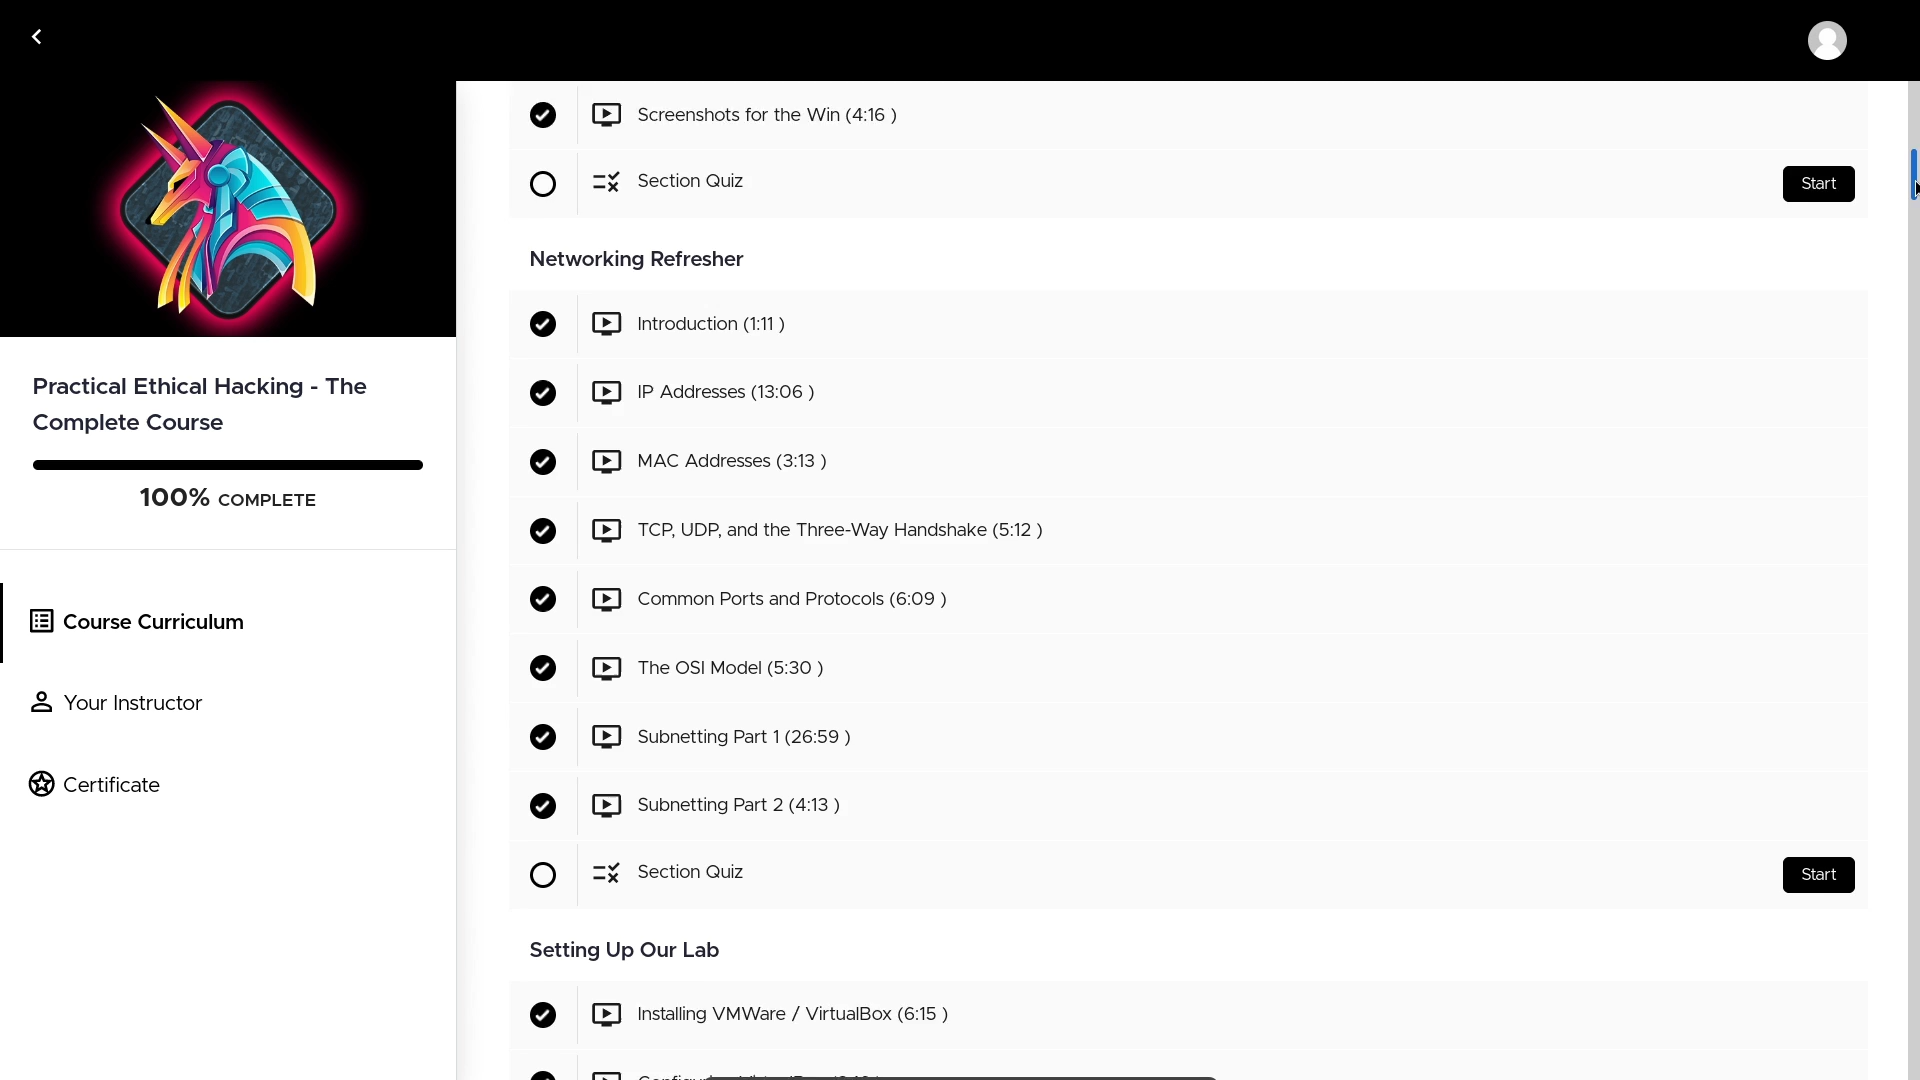 Screenshots for the Win (4:16 )
Section Quiz
Start
Networking Refresher
Introduction (1:11 )
IP Addresses (13:06 )
Practical Ethical Hacking - The
Complete Course
100% COMPLETE
MAC Addresses (3:13 )
TCP, UDP, and the Three-Way Handshake (5:12 )
Common Ports and Protocols (6:09 )
Course Curriculum
The OSI Model (5:30 )
Your Instructor
Subnetting Part 1 (26:59 )
Certificate
Subnetting Part 2 (4:13 )
Section Quiz
Start
Setting Up Our Lab
Installing VMWare / VirtualBox (6:15 )